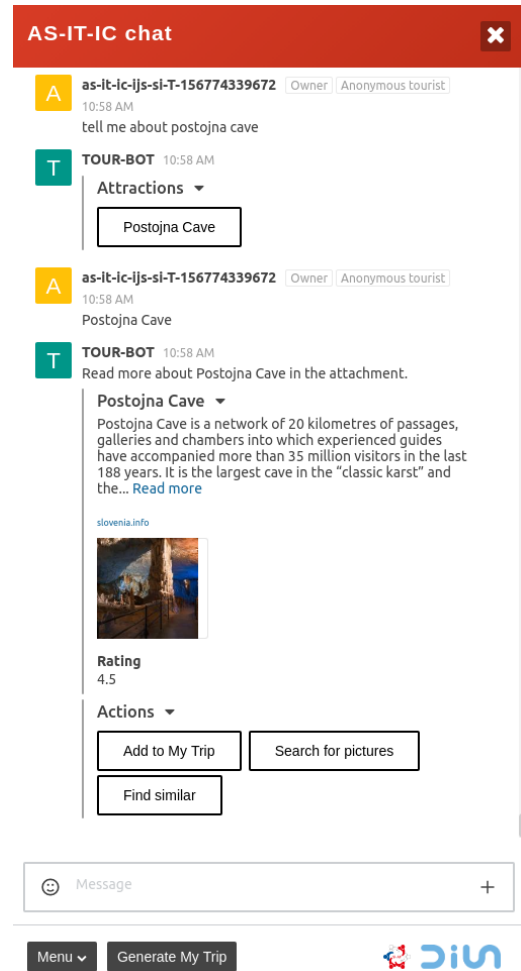 AS-IT-IC chat
A
as-it-ic-ijs-si-T-156774339672 Owner Anonymous tourist
10:58 AM
tell me about postojna cave
T
TOUR-BOT 10:58 AM
Attractions
Postojna Cave
A
as-it-ic-ijs-si-T-156774339672 Owner Anonymous tourist
10:58 AM
Postojna Cave
T
TOUR-BOT 10:58 AM
Read more about Postojna Cave in the attachment.
Postojna Cave
Postojna Cave is a network of 20 kilometres of passages,
galleries and chambers into which experienced guides
have accompanied more than 35 million visitors in the last
188 years. It is the largest cave in the “classic karst” and
the... Read more
slovenia.info
Rating
4.5
Actions
Add to My Trip Search for pictures
Find similar
Message
Menu Generate My Trip